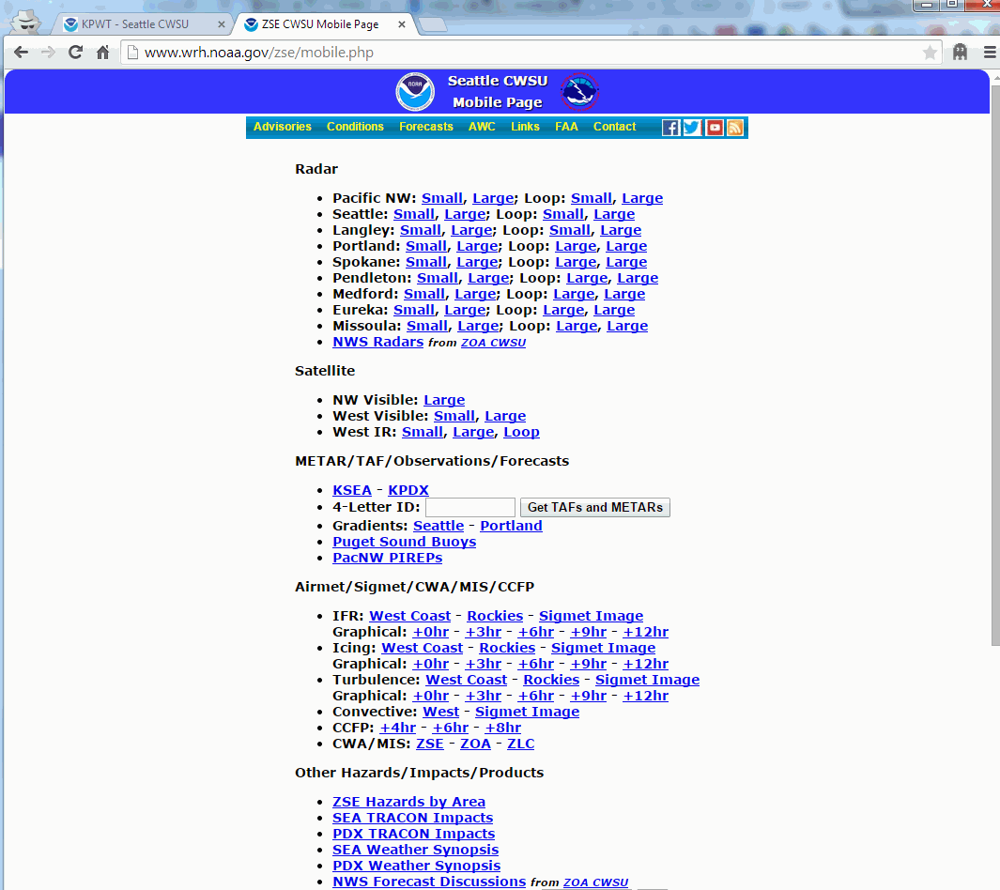 KPWT - Seattle CWSU
ZSE CWSU Mobile Page
www.wrh.noaa.gov/zse/mobile.php
NOAA
Seattle CWSU
Mobile Page
Advisories Conditions Forecasts AWC Links FAA Contact
Radar
• Pacific NW: Small, Large; Loop: Small, Large
• Seattle: Small, Large; Loop: Small, Large
• Langley: Small, Large; Loop: Small, Large
• Portland: Small, Large; Loop: Large, Large
• Spokane: Small, Large; Loop: Large, Large
• Pendleton: Small, Large; Loop: Large, Large
• Medford: Small, Large; Loop: Large, Large
• Eureka: Small, Large; Loop: Large, Large
• Missoula: Small, Large; Loop: Large, Large
• NWS Radars from ZOA CWSU
Satellite
• NW Visible: Large
• West Visible: Small, Large
• West IR: Small, Large, Loop
METAR/TAF/Observations/Forecasts
• KSEA - KPDX
• 4-Letter ID: Get TAFs and METARs
• Gradients: Seattle - Portland
• Puget Sound Buoys
• PacNW PIREPs
Airmet/Sigmet/CWA/MIS/CCFP
• IFR: West Coast - Rockies - Sigmet Image
Graphical: +0hr - +3hr - +6hr - +9hr - +12hr
• Icing: West Coast - Rockies - Sigmet Image
Graphical: +0hr - +3hr - +6hr - +9hr - +12hr
• Turbulence: West Coast - Rockies - Sigmet Image
Graphical: +0hr - +3hr - +6hr - +9hr - +12hr
• Convective: West - Sigmet Image
• CCFP: +4hr - +6hr - +8hr
• CWA/MIS: ZSE - ZOA - ZLC
Other Hazards/Impacts/Products
• ZSE Hazards by Area
• SEA TRACON Impacts
• PDX TRACON Impacts
• SEA Weather Synopsis
• PDX Weather Synopsis
• NWS Forecast Discussions from ZOA CWSU